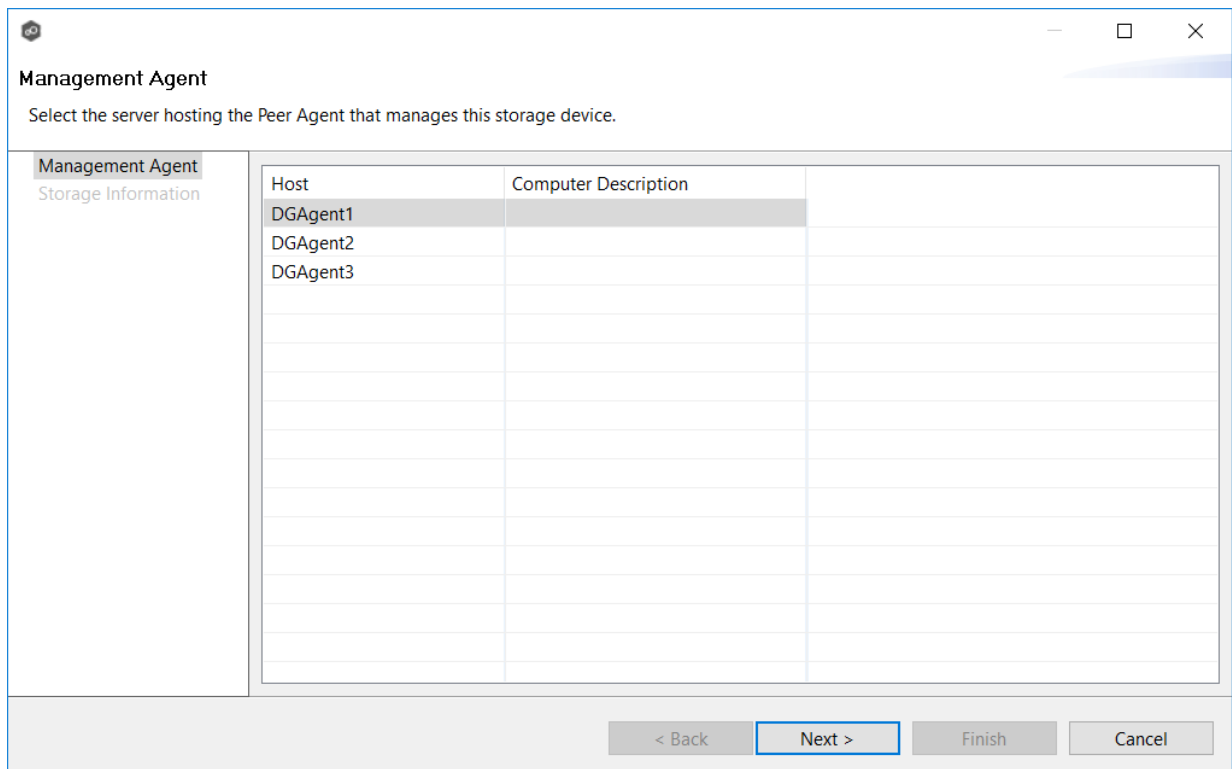 Management Agent
Select the server hosting the Peer Agent that manages this storage device.
Management Agent
Storage Information
Host Computer Description
DGAgent1
DGAgent2
DGAgent3
< Back Next > Finish Cancel